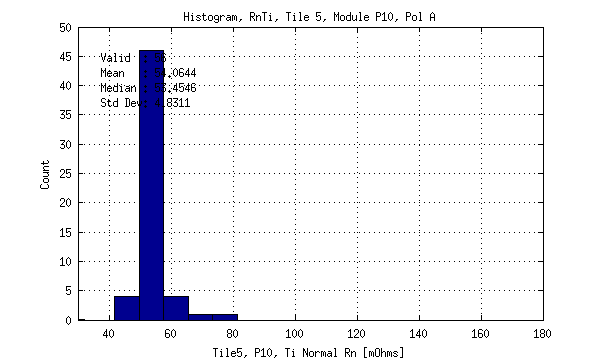 Histogram, RnTi, Tile 5, Module P10, Pol A
50
45
40
35
30
25
20
15
10
5
0
Count
Valid
Mean
Median
Std Dev 4.8311
40
60
80
100
120
140
160
180
Tile5, P10, Ti Normal Rn [mOhms]